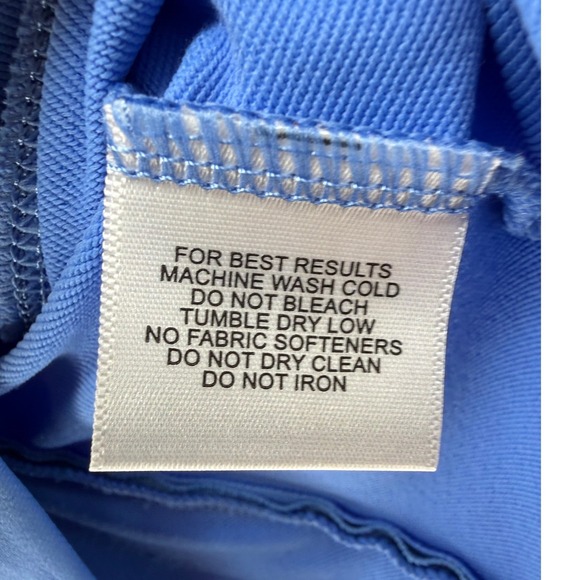 FOR BEST RESULTS
MACHINE WASH COLD
DO NOT BLEACH
TUMBLE DRY LOW
NO FABRIC SOFTENERS
DO NOT DRY CLEAN
DO NOT IRON